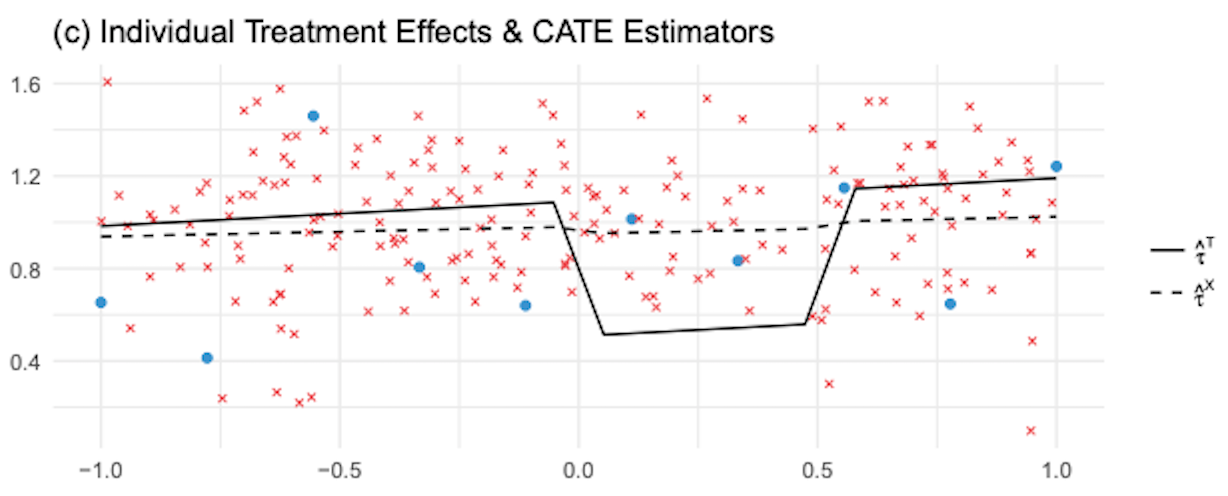 (c) Individual Treatment Effects & CATE Estimators
1.6
1.2
0.8
0.4
−1.0 −0.5 0.0 0.5 1.0
τ̂ᵀ
τ̂ˣ